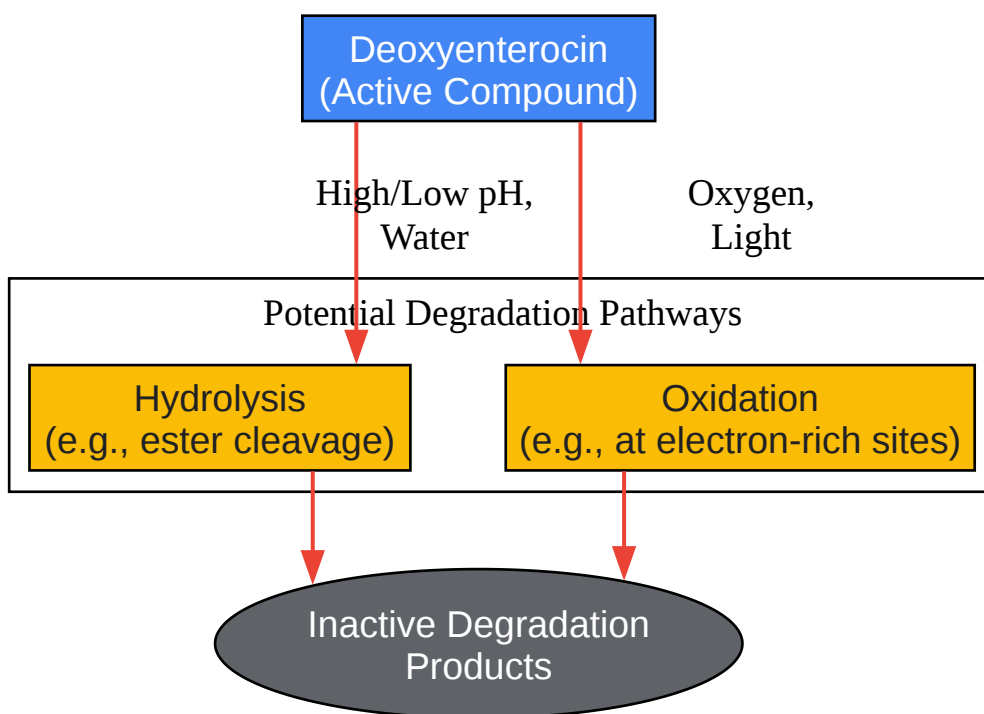 Deoxyenterocin
(Active Compound)
High/Low pH,
Water
Oxygen,
Light
Potential Degradation Pathways
Hydrolysis
(e.g., ester cleavage)
Oxidation
(e.g., at electron-rich sites)
Inactive Degradation
Products